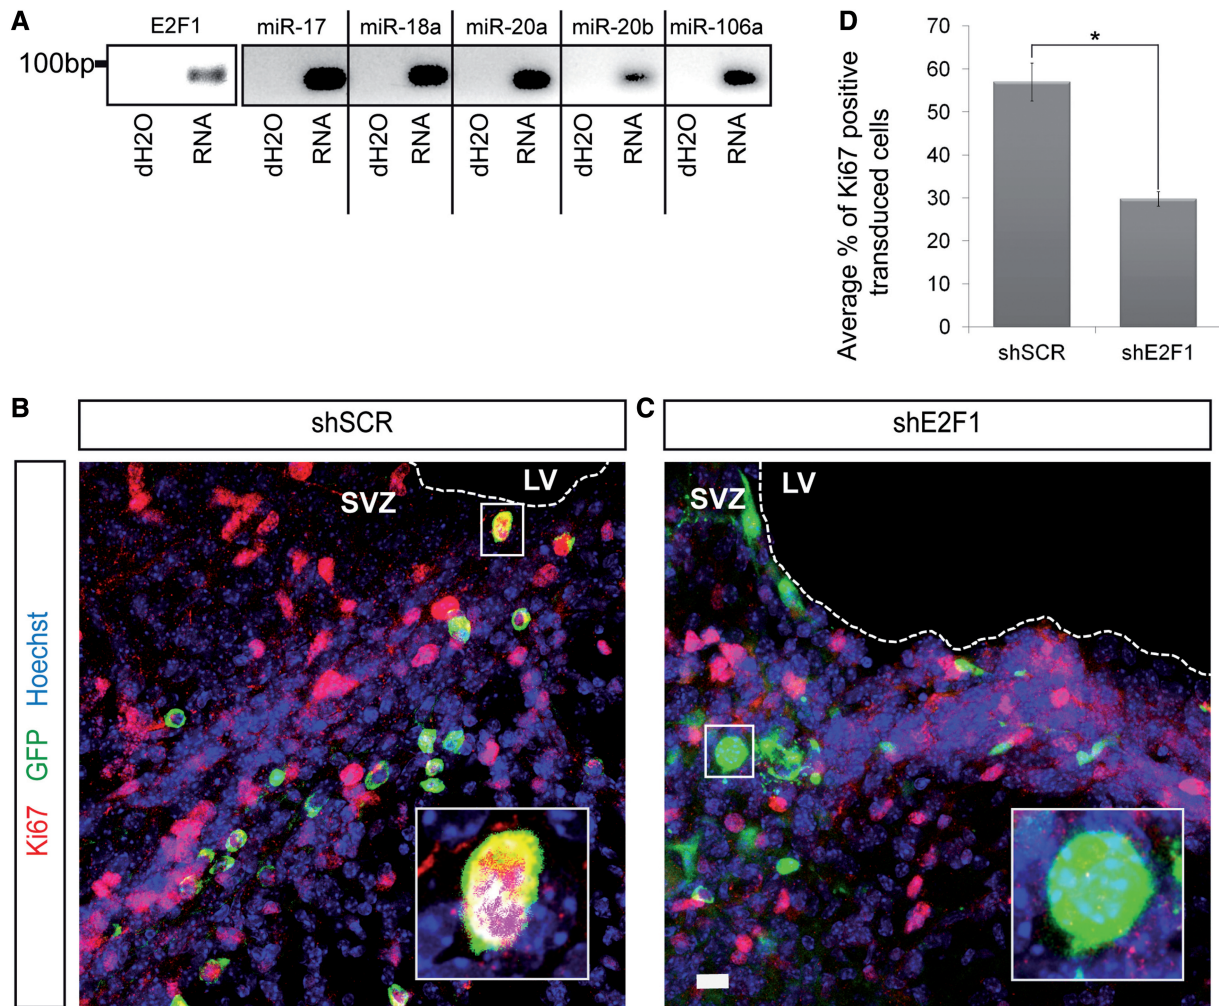 A
E2F1 miR-17 miR-18a miR-20a miR-20b miR-106a
100bp
dH2O RNA dH2O RNA dH2O RNA dH2O RNA dH2O RNA dH2O RNA
D
Average % of Ki67 positive
transduced cells
70
60
50
40
30
20
10
0
*
shSCR shE2F1
B
shSCR
Ki67 GFP Hoechst
SVZ
LV
C
shE2F1
SVZ LV